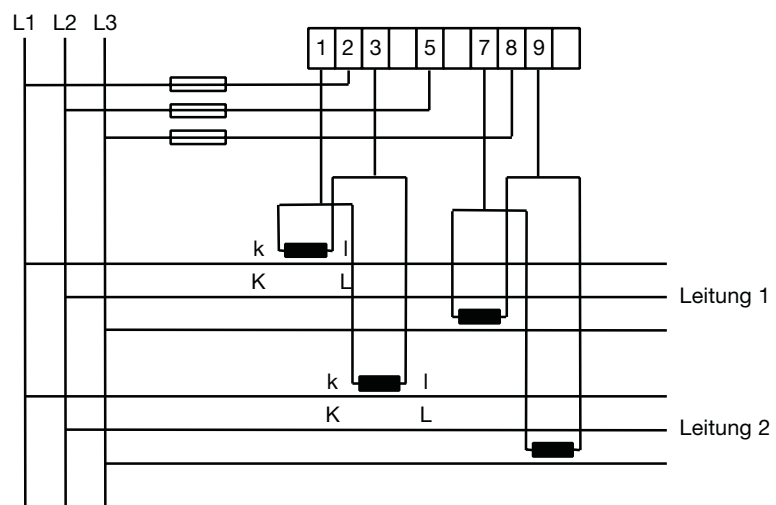 L1 L2 L3
1 2 3 5 7 8 9
k l
K L
Leitung 1
k l
K L
Leitung 2